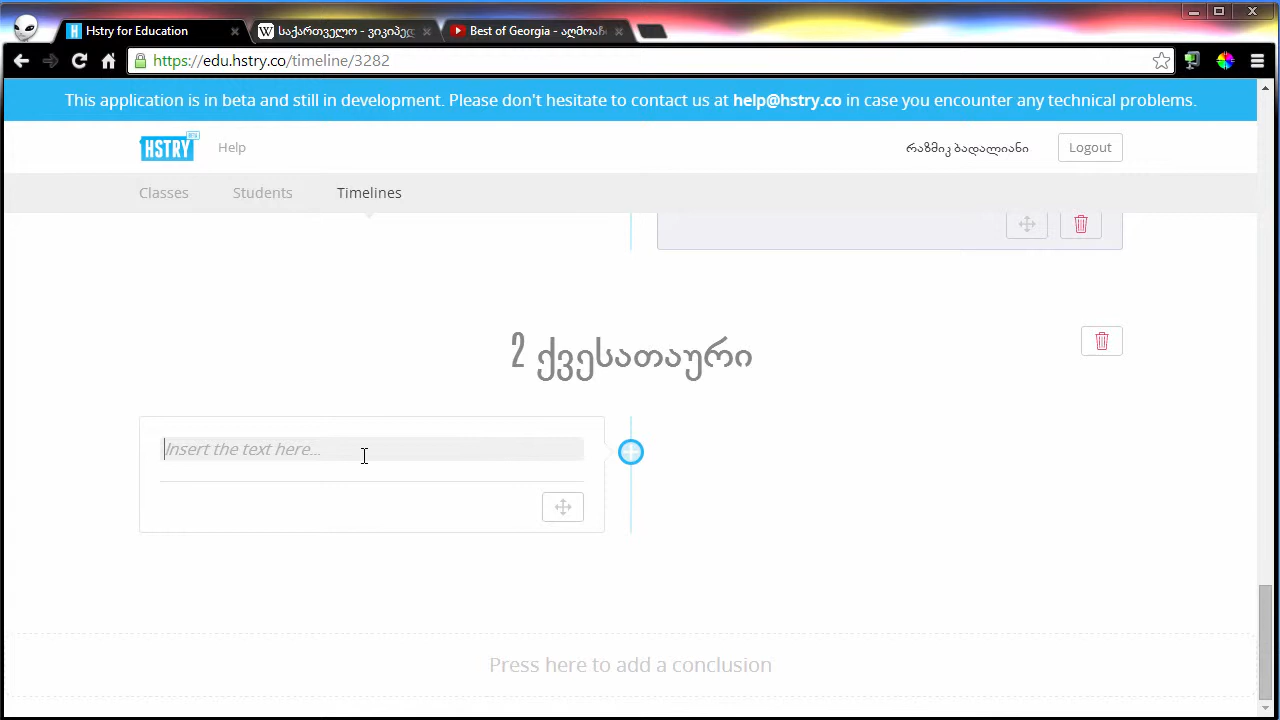 Hstry for Education
საქართველო - ვიკიპედ
Best of Georgia - აღმოაჩ
https://edu.hstry.co/timeline/3282
This application is in beta and still in development. Please don't hesitate to contact us at help@hstry.co in case you encounter any technical problems.
HSTRY BETA
Help
რაზმიკ ბადალიანი
Logout
Classes
Students
Timelines
2 ქვესათაური
Insert the text here...
Press here to add a conclusion